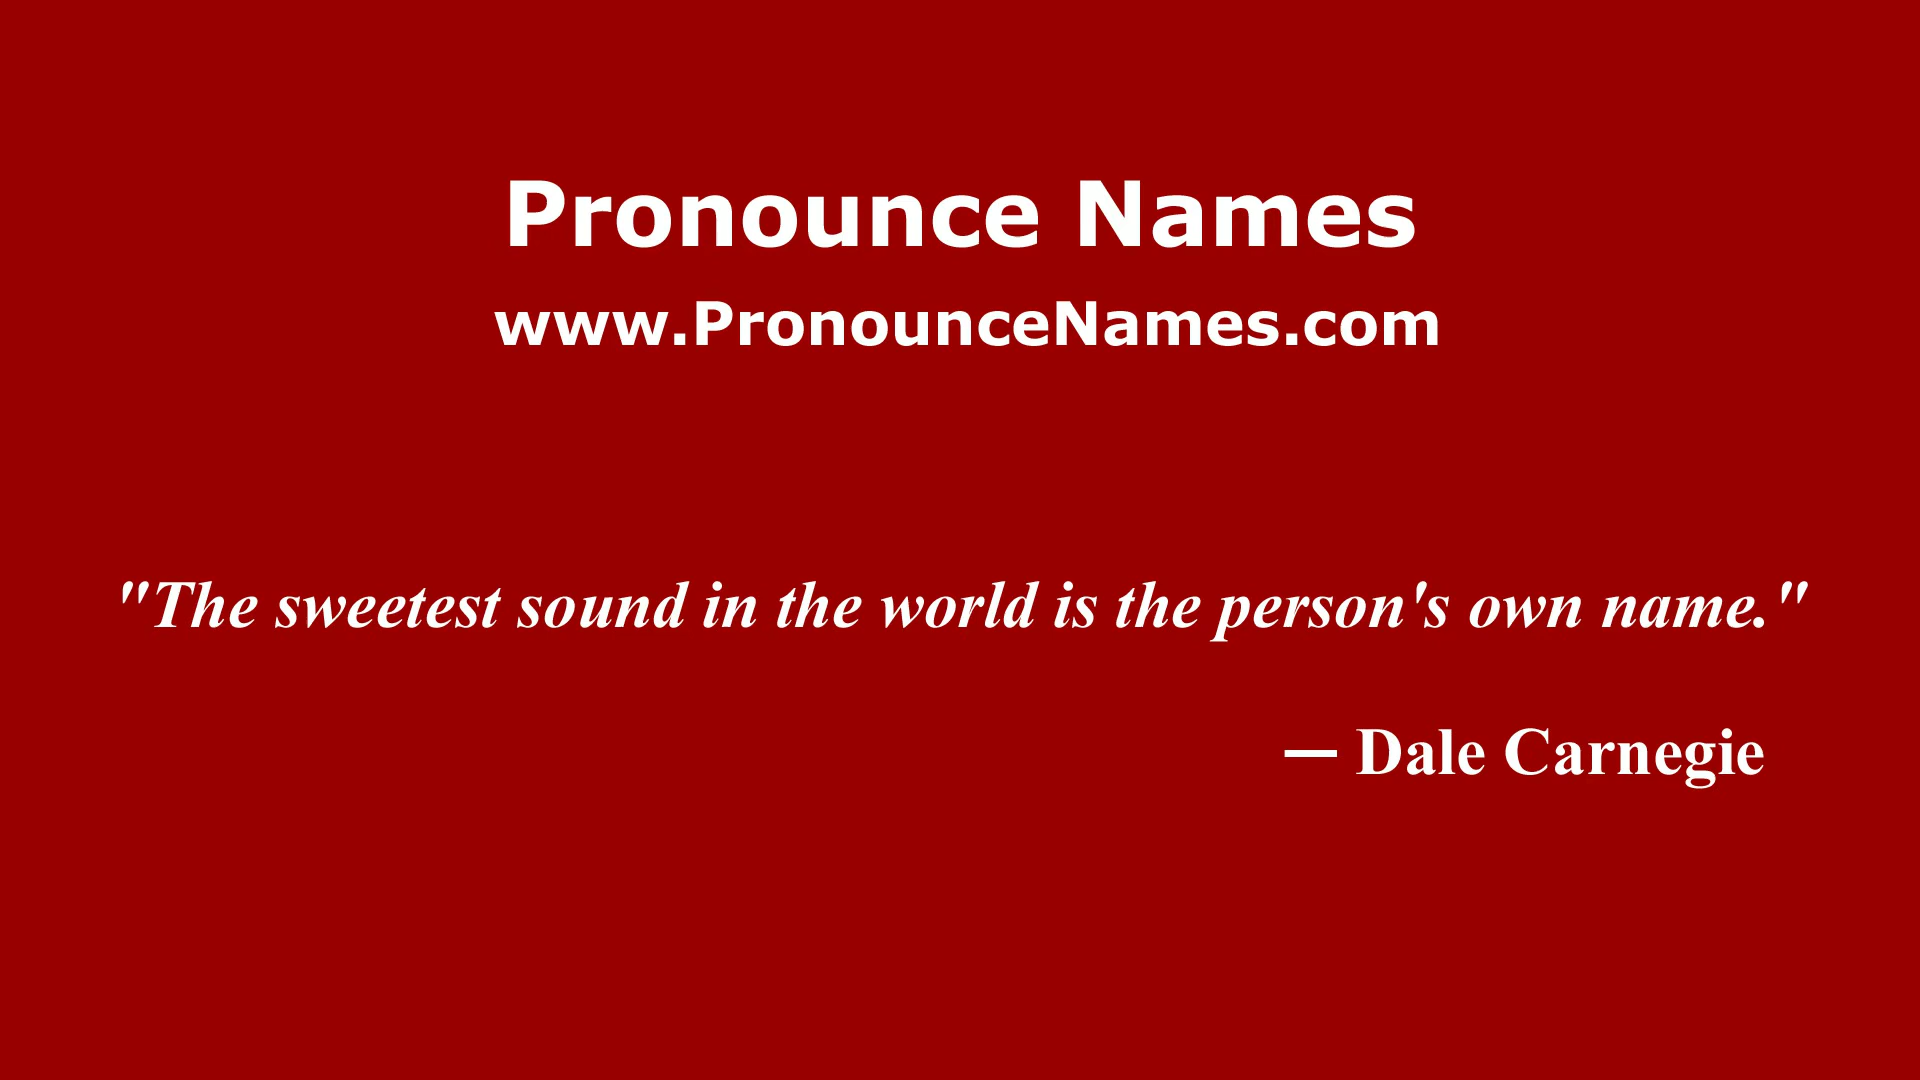 Pronounce Names
www.PronounceNames.com
"The sweetest sound in the world is the person's own name."
— Dale Carnegie